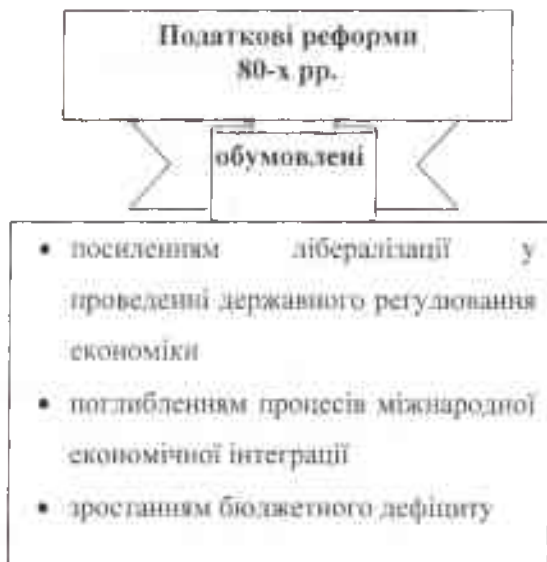 Податкові реформи
80-х рр.
обумовлені
• посиленням лібералізації у
проведенні державного регулювання
економіки
• поглибленням процесів міжнародної
економічної інтеграції
• зростанням бюджетного дефіциту